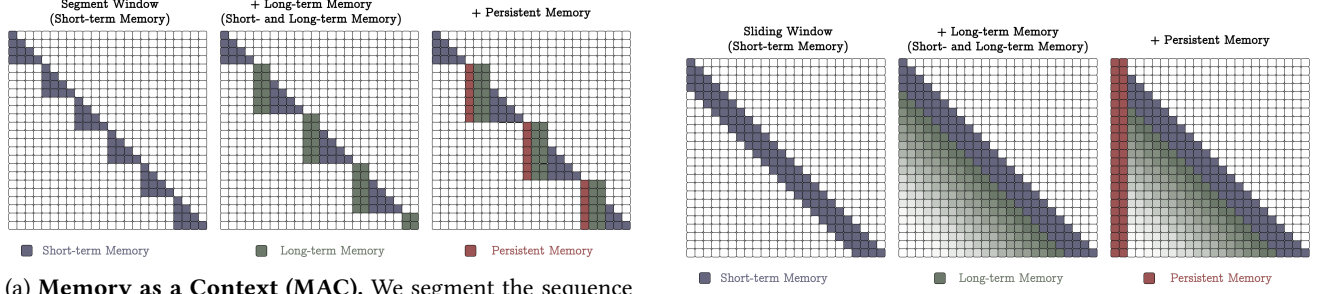 Segment Window
(Short-term Memory)
+ Long-term Memory
(Short- and Long-term Memory)
+ Persistent Memory
Short-term Memory
Long-term Memory
Persistent Memory
(a) Memory as a Context (MAC). We segment the sequence
Sliding Window
(Short-term Memory)
+ Long-term Memory
(Short- and Long-term Memory)
+ Persistent Memory
Short-term Memory
Long-term Memory
Persistent Memory